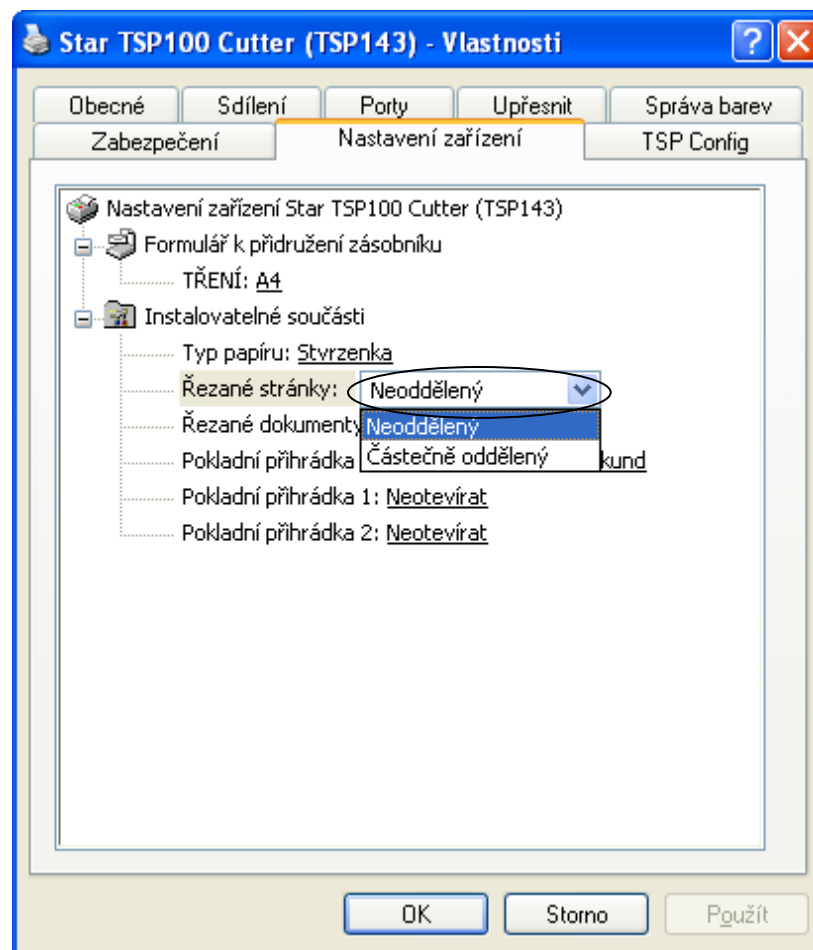 Star TSP100 Cutter (TSP143) - Vlastnosti
Obecné Sdílení Porty Upřesnit Správa barev
Zabezpečení Nastavení zařízení TSP Config
Nastavení zařízení Star TSP100 Cutter (TSP143)
Formulář k přidružení zásobníku
TŘENÍ: A4
Instalovatelné součásti
Typ papíru: Stvrzenka
Řezané stránky: Neoddělený
Řezané dokumenty Neoddělený
Pokladní přihrádka Částečně oddělený kund
Pokladní přihrádka 1: Neotevírat
Pokladní přihrádka 2: Neotevírat
OK Storno Použít